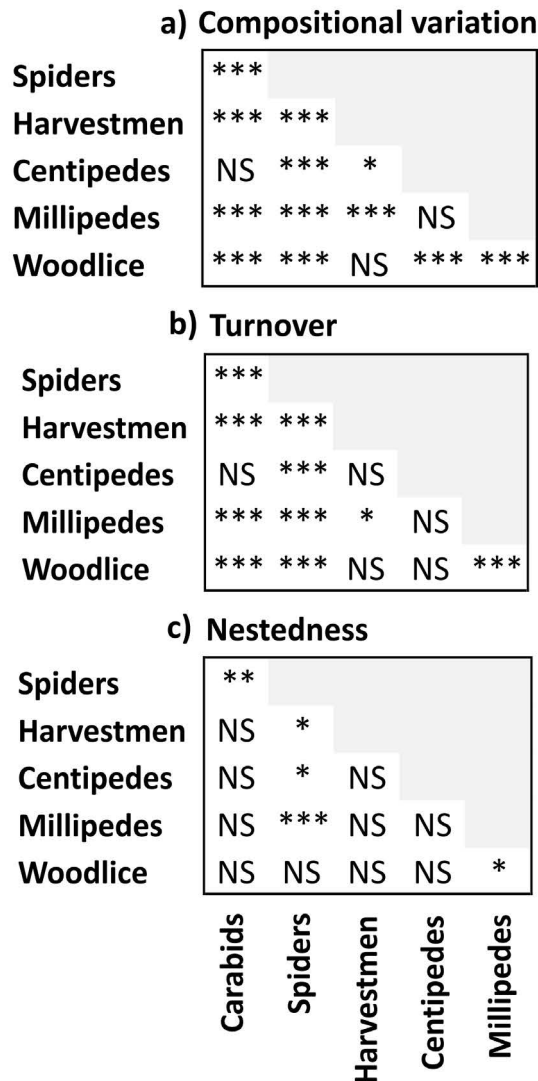 a) Compositional variation
Spiders ***
Harvestmen *** ***
Centipedes NS *** *
Millipedes *** *** *** NS
Woodlice *** *** NS *** ***
b) Turnover
Spiders ***
Harvestmen *** ***
Centipedes NS *** NS
Millipedes *** *** * NS
Woodlice *** *** NS NS ***
c) Nestedness
Spiders **
Harvestmen NS *
Centipedes NS * NS
Millipedes NS *** NS NS
Woodlice NS NS NS NS *
Carabids
Spiders
Harvestmen
Centipedes
Millipedes